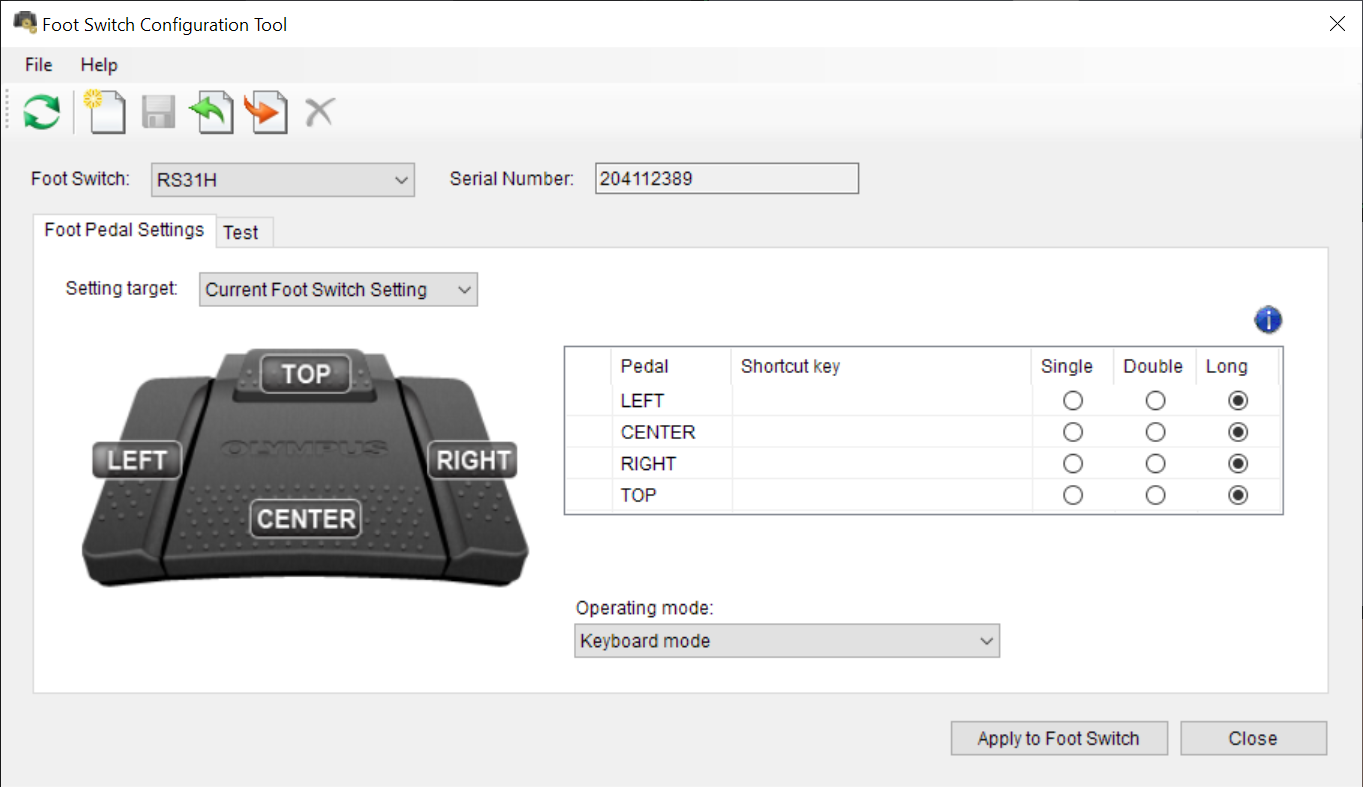 Foot Switch Configuration Tool
File Help
Foot Switch: RS31H Serial Number: 204112389
Foot Pedal Settings Test
Setting target: Current Foot Switch Setting
i
Pedal Shortcut key Single Double Long
LEFT
CENTER
RIGHT
TOP
TOP
OLYMPUS
LEFT RIGHT
CENTER
Operating mode:
Keyboard mode
Apply to Foot Switch Close